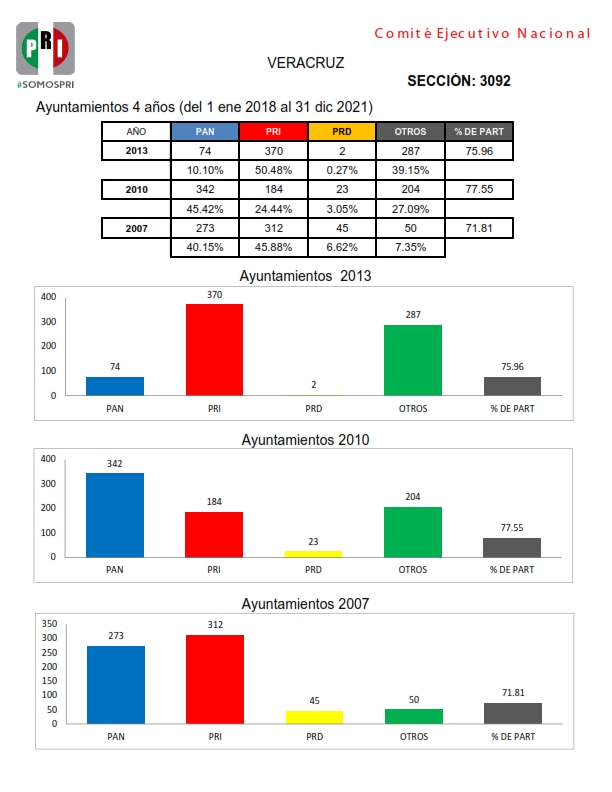 Comité Ejecutivo Nacional
PRI
#SOMOSPRI
VERACRUZ
SECCIÓN: 3092
Ayuntamientos 4 años (del 1 ene 2018 al 31 dic 2021)
AÑO PAN PRI PRD OTROS % DE PART
2013 74 370 2 287 75.96
10.10% 50.48% 0.27% 39.15%
2010 342 184 23 204 77.55
45.42% 24.44% 3.05% 27.09%
2007 273 312 45 50 71.81
40.15% 45.88% 6.62% 7.35%
Ayuntamientos 2013
400
300
200
100
0
74 370 2 287 75.96
PAN PRI PRD OTROS % DE PART
Ayuntamientos 2010
400
300
200
100
0
342 184 23 204 77.55
PAN PRI PRD OTROS % DE PART
Ayuntamientos 2007
350
300
250
200
150
100
50
0
273 312 45 50 71.81
PAN PRI PRD OTROS % DE PART